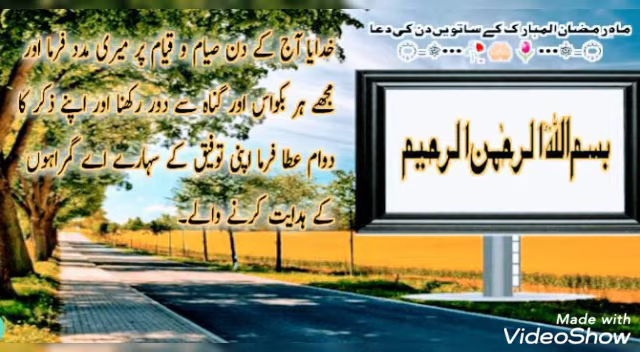 ماہ رمضان المبارک کے ساتویں دن کی دعا
خدایا آج کے دن صیام و قیام پر میری مدد فرما اور
مجھے ہر بکواس اور گناہ سے دور رکھنا اور اپنے ذکر کا
دوام عطا فرما اپنی توفیق کے سہارے اے گمراہوں
کے ہدایت کرنے والے۔
بسم اللہ الرحمٰن الرحیم
Made with
VideoShow